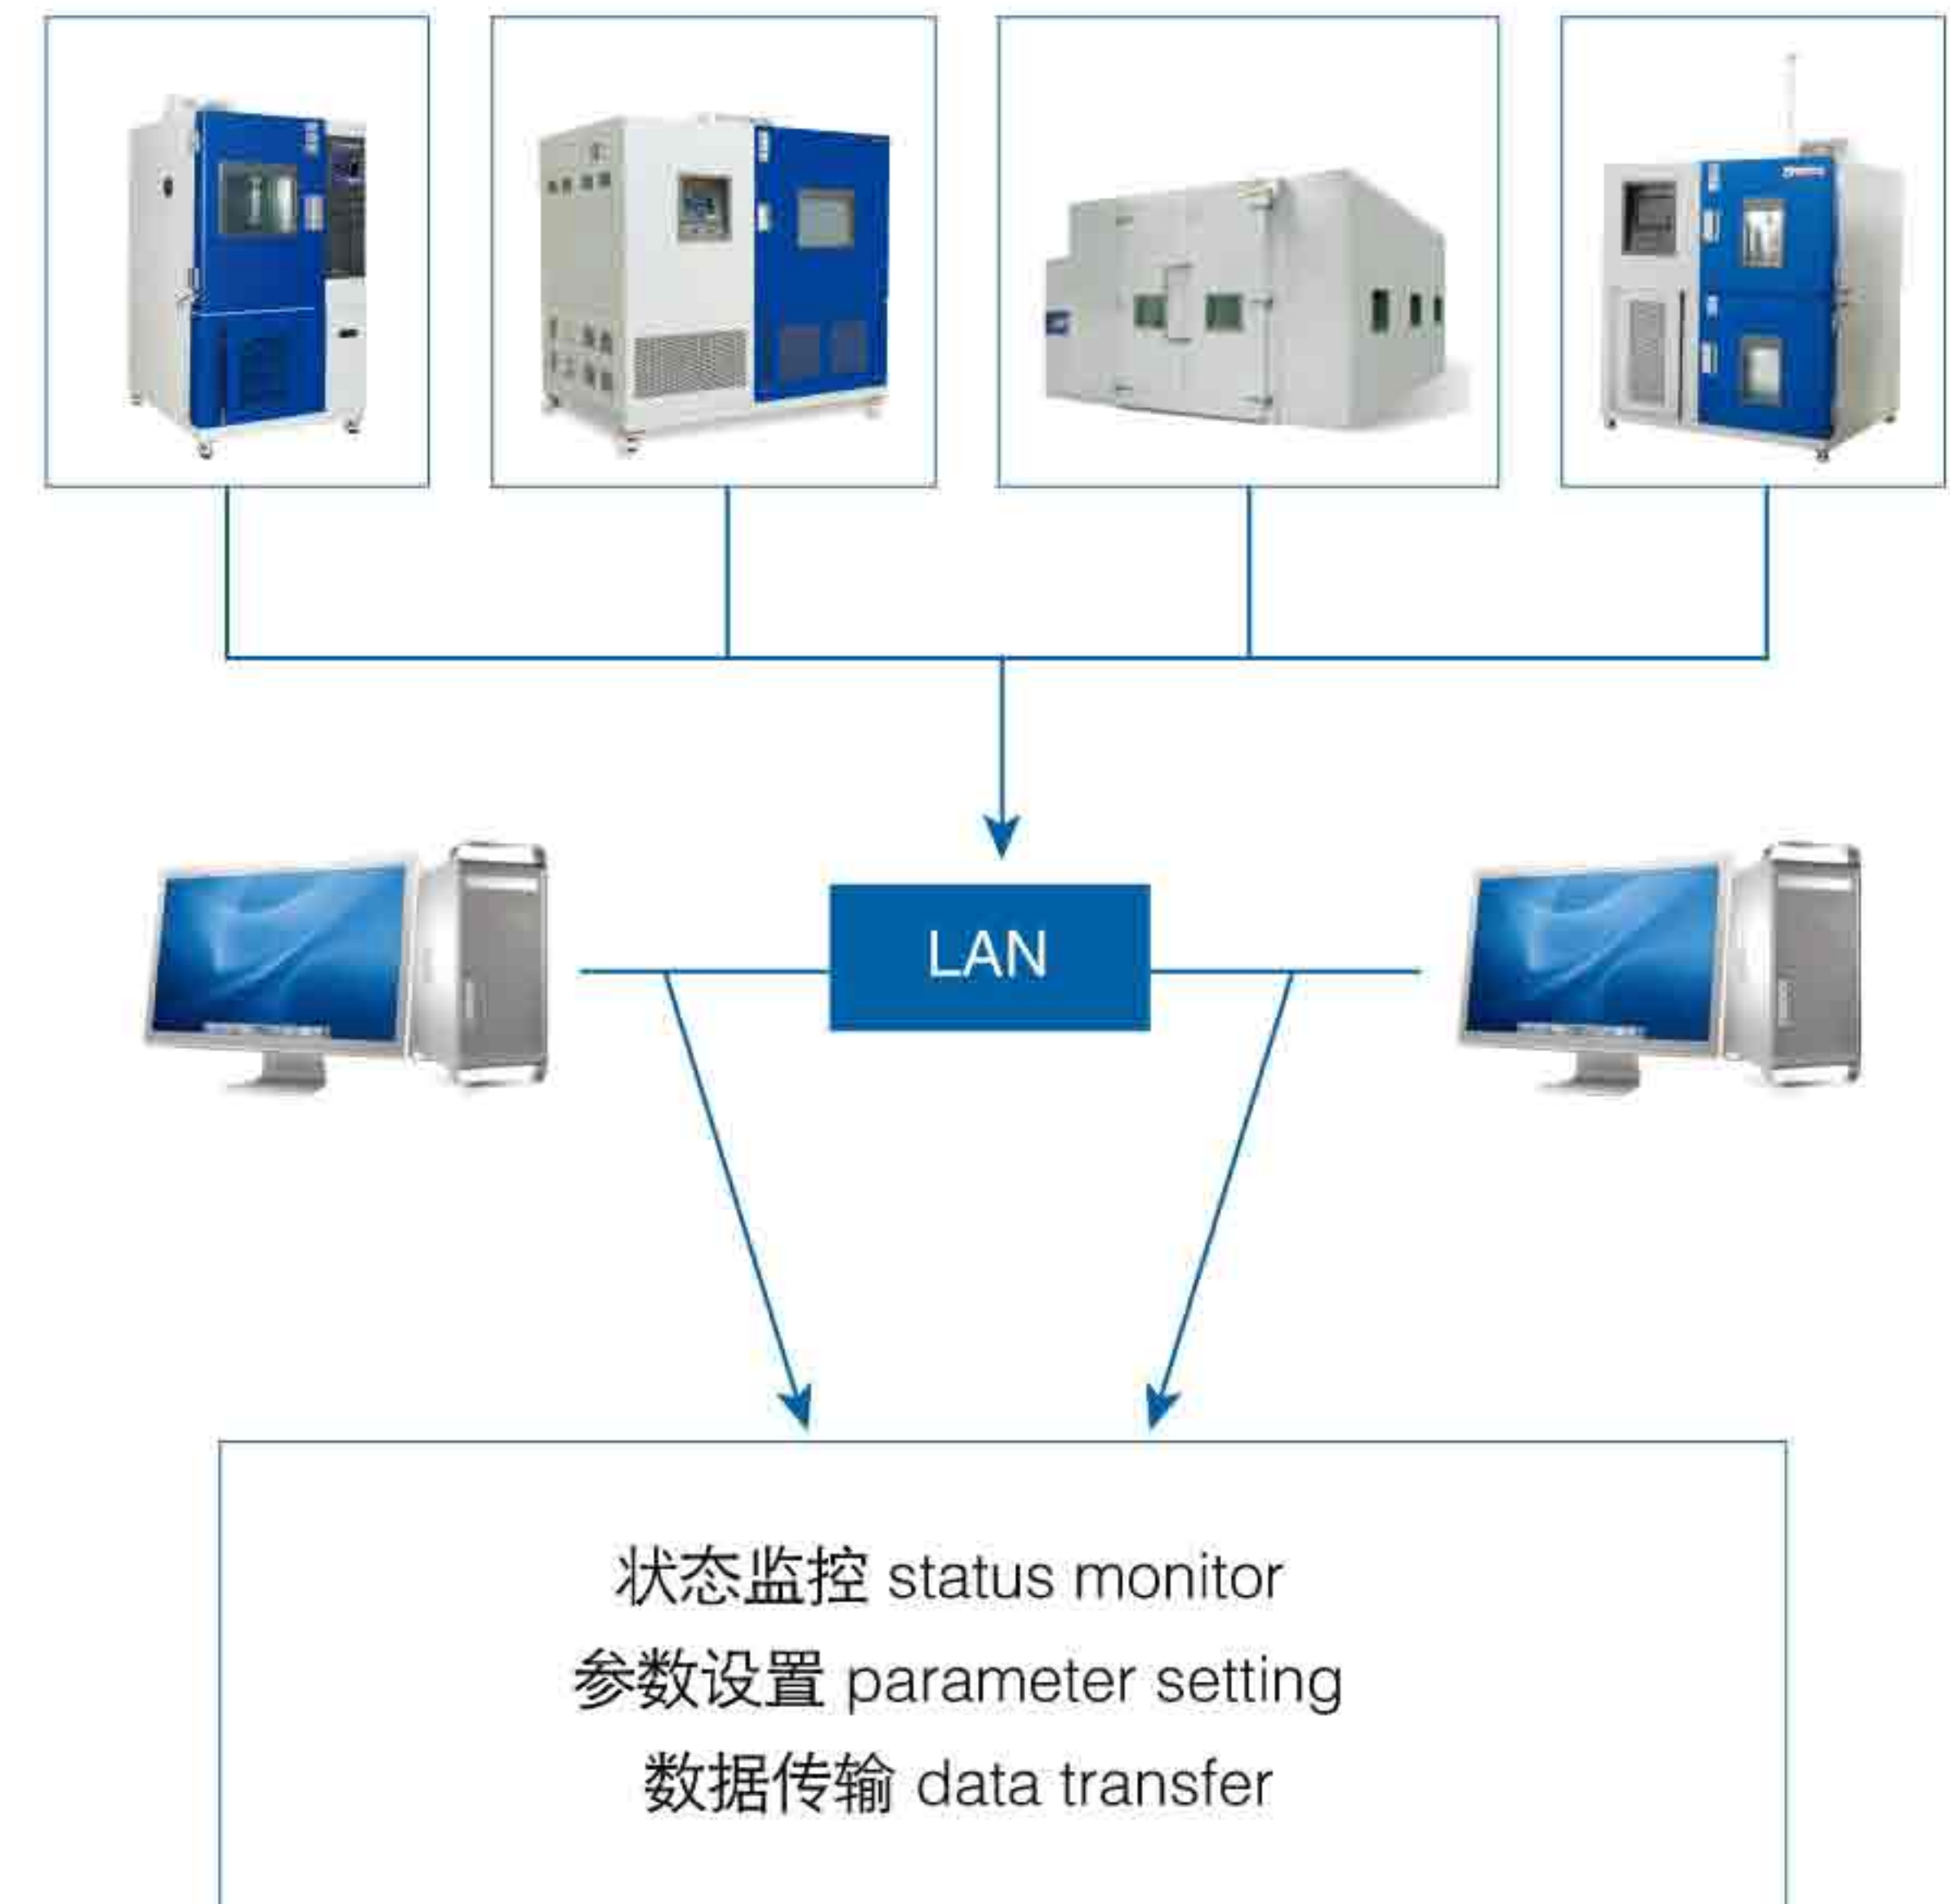 LAN
状态监控 status monitor
参数设置 parameter setting
数据传输 data transfer